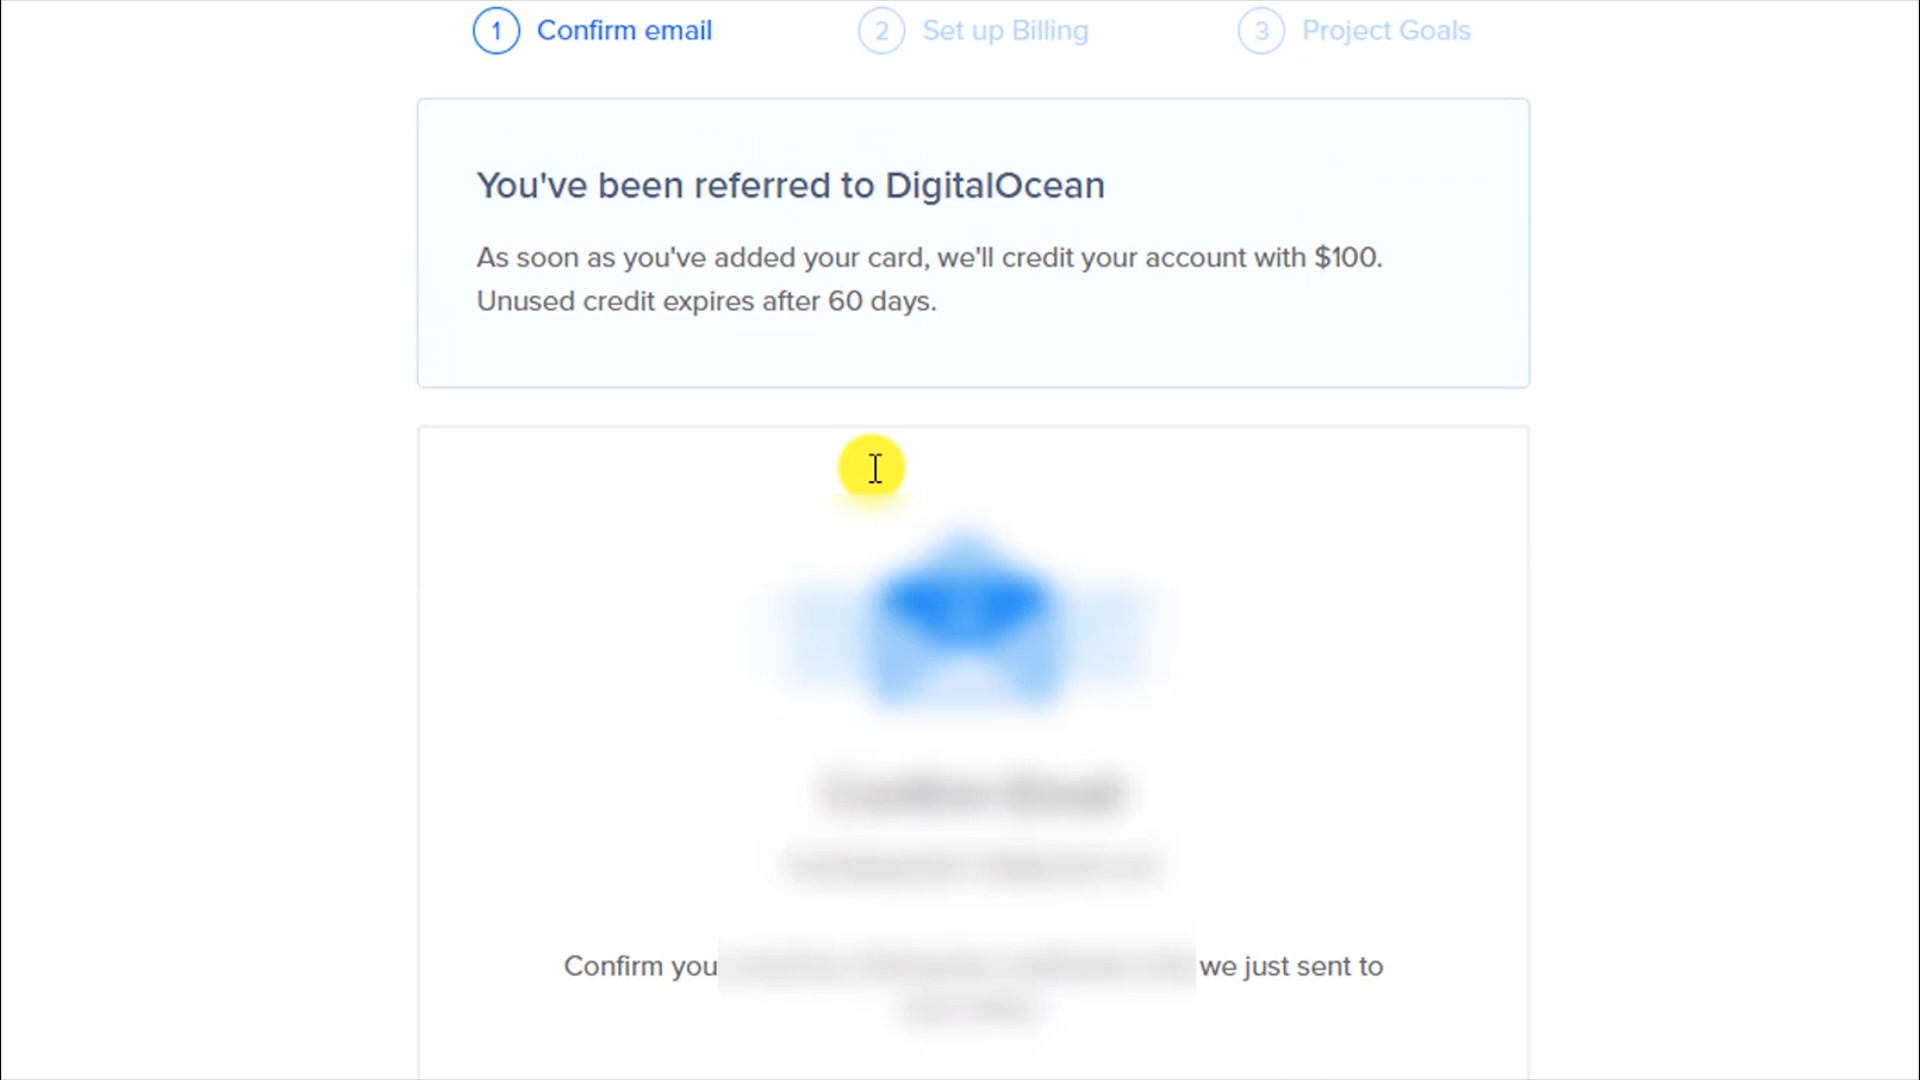 1 Confirm email 2 Set up Billing 3 Project Goals
You've been referred to DigitalOcean
As soon as you've added your card, we'll credit your account with $100.
Unused credit expires after 60 days.
Confirm you we just sent to